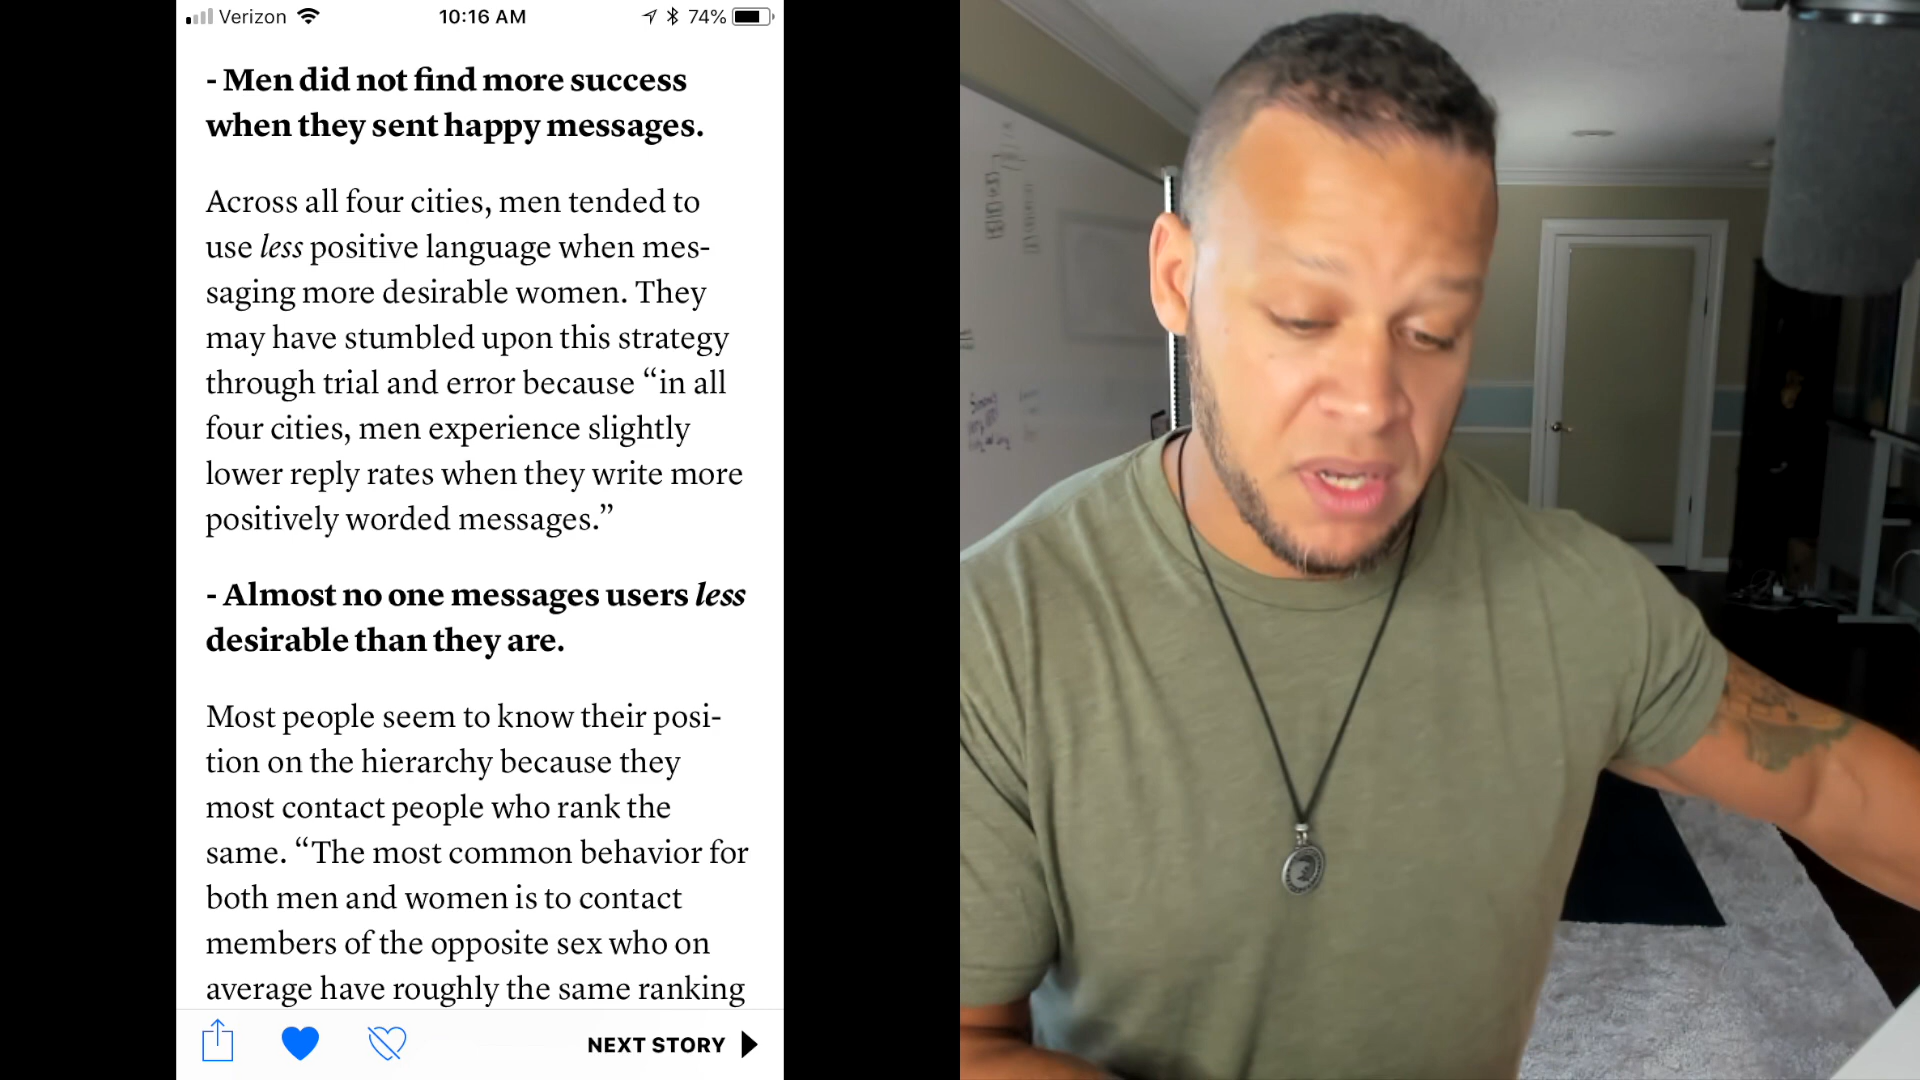 Verizon 10:16 AM 74%
- Men did not find more success
when they sent happy messages.
Across all four cities, men tended to
use less positive language when mes-
saging more desirable women. They
may have stumbled upon this strategy
through trial and error because “in all
four cities, men experience slightly
lower reply rates when they write more
positively worded messages.”
- Almost no one messages users less
desirable than they are.
Most people seem to know their posi-
tion on the hierarchy because they
most contact people who rank the
same. “The most common behavior for
both men and women is to contact
members of the opposite sex who on
average have roughly the same ranking
NEXT STORY